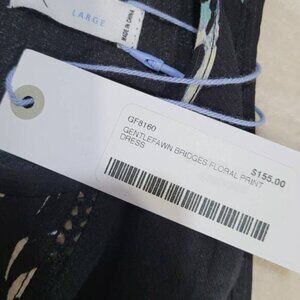 LARGE
MADE IN CHINA
GF8160
GENTLEFAWN BRIDGES FLORAL PRINT
DRESS
$155.00